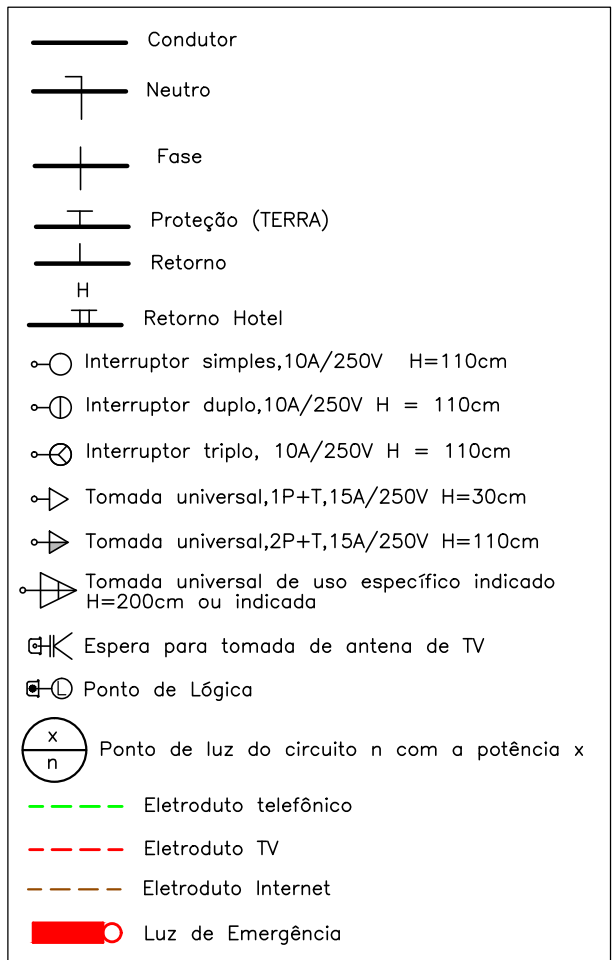 Condutor
Neutro
Fase
Proteção (TERRA)
Retorno
H
Retorno Hotel
Interruptor simples,10A/250V H=110cm
Interruptor duplo,10A/250V H = 110cm
Interruptor triplo, 10A/250V H = 110cm
Tomada universal,1P+T,15A/250V H=30cm
Tomada universal,2P+T,15A/250V H=110cm
Tomada universal de uso específico indicado
H=200cm ou indicada
Espera para tomada de antena de TV
L Ponto de Lógica
x
n
Ponto de luz do circuito n com a potência x
Eletroduto telefônico
Eletroduto TV
Eletroduto Internet
Luz de Emergência